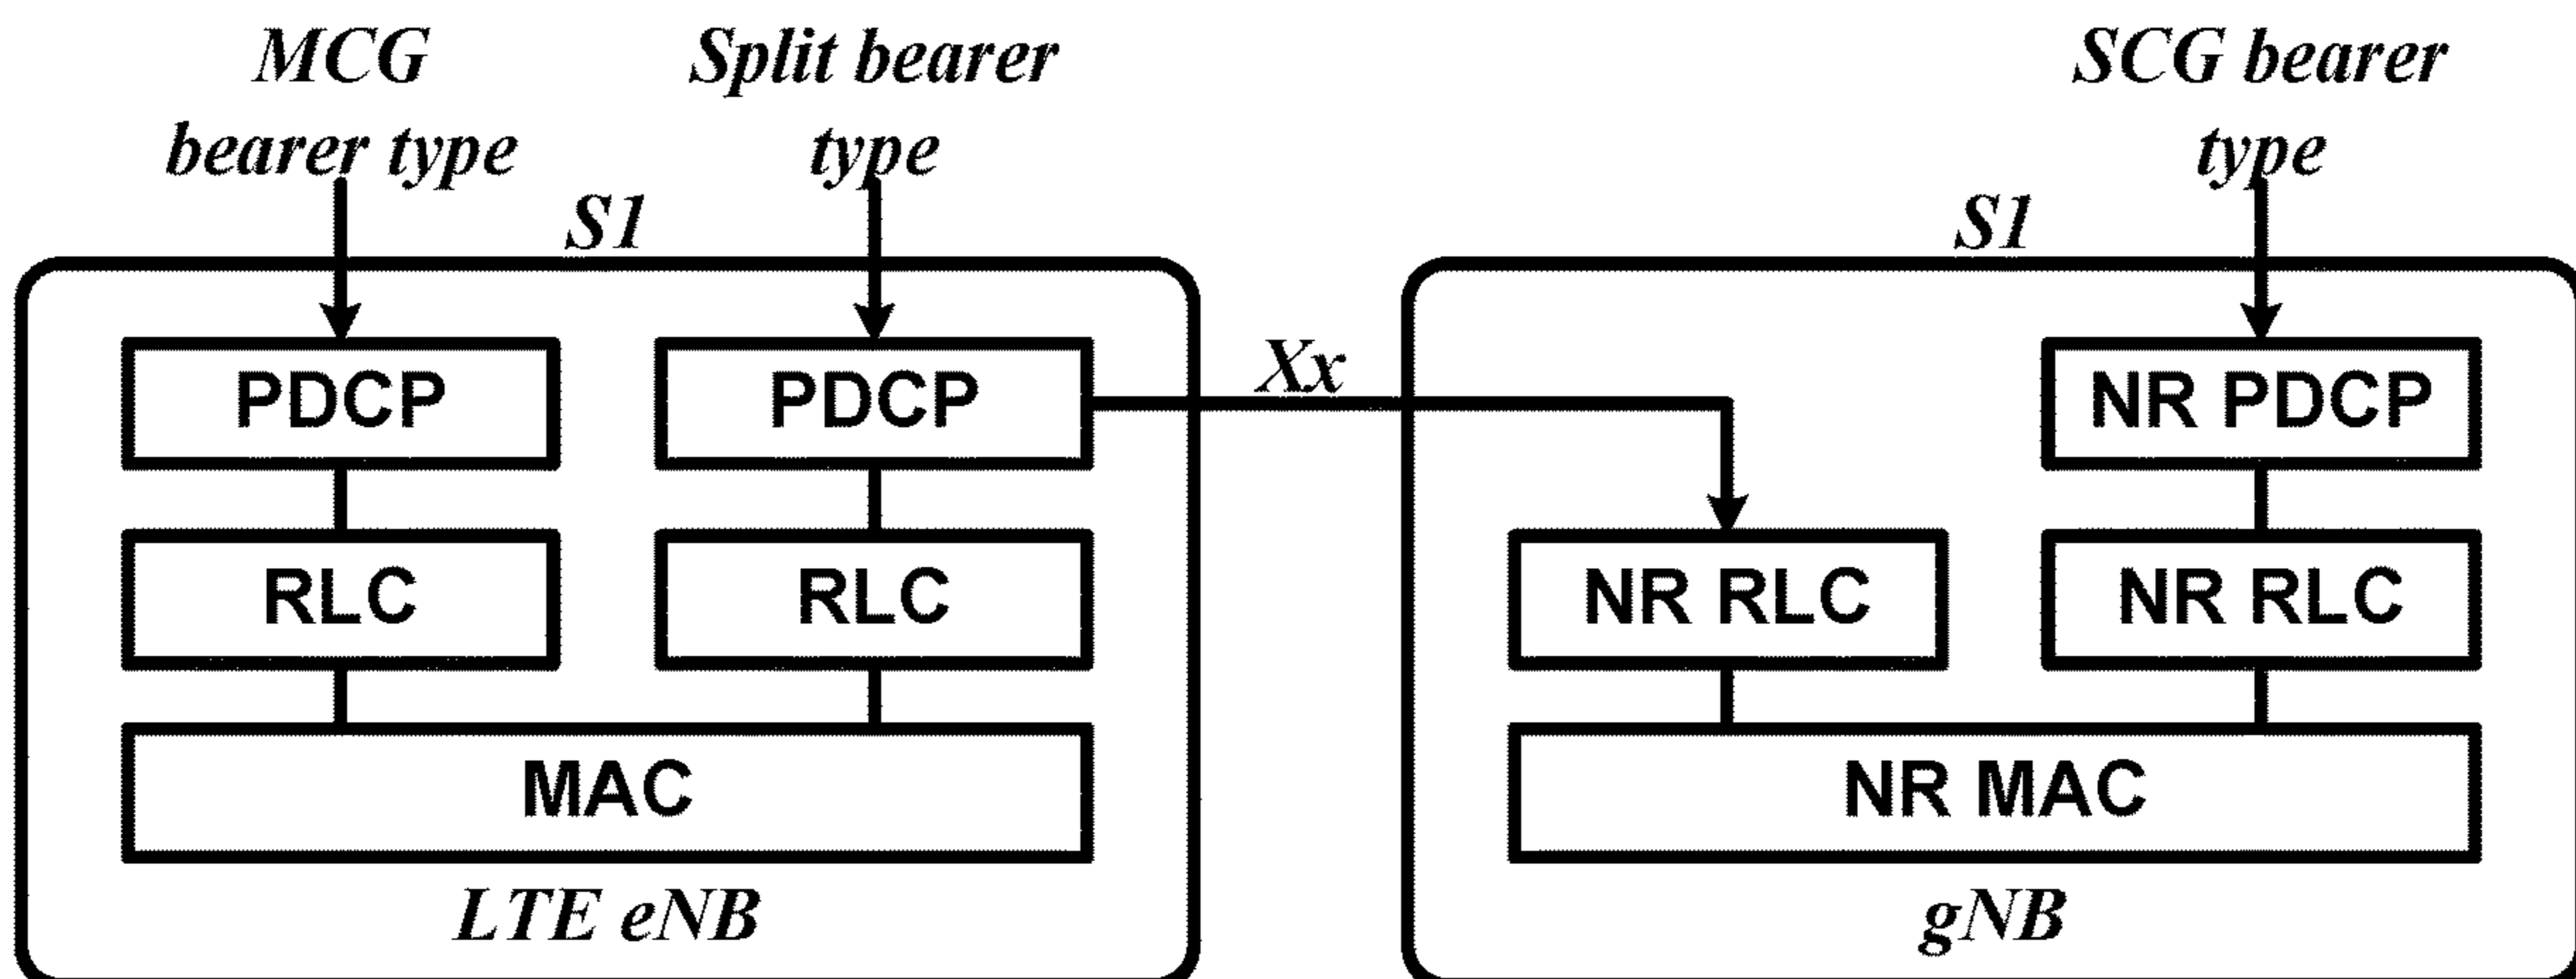 MCG
bearer type
Split bearer
type
SCG bearer
type
S1
S1
Xx
PDCP
PDCP
NR PDCP
RLC
RLC
NR RLC
NR RLC
MAC
NR MAC
LTE eNB
gNB